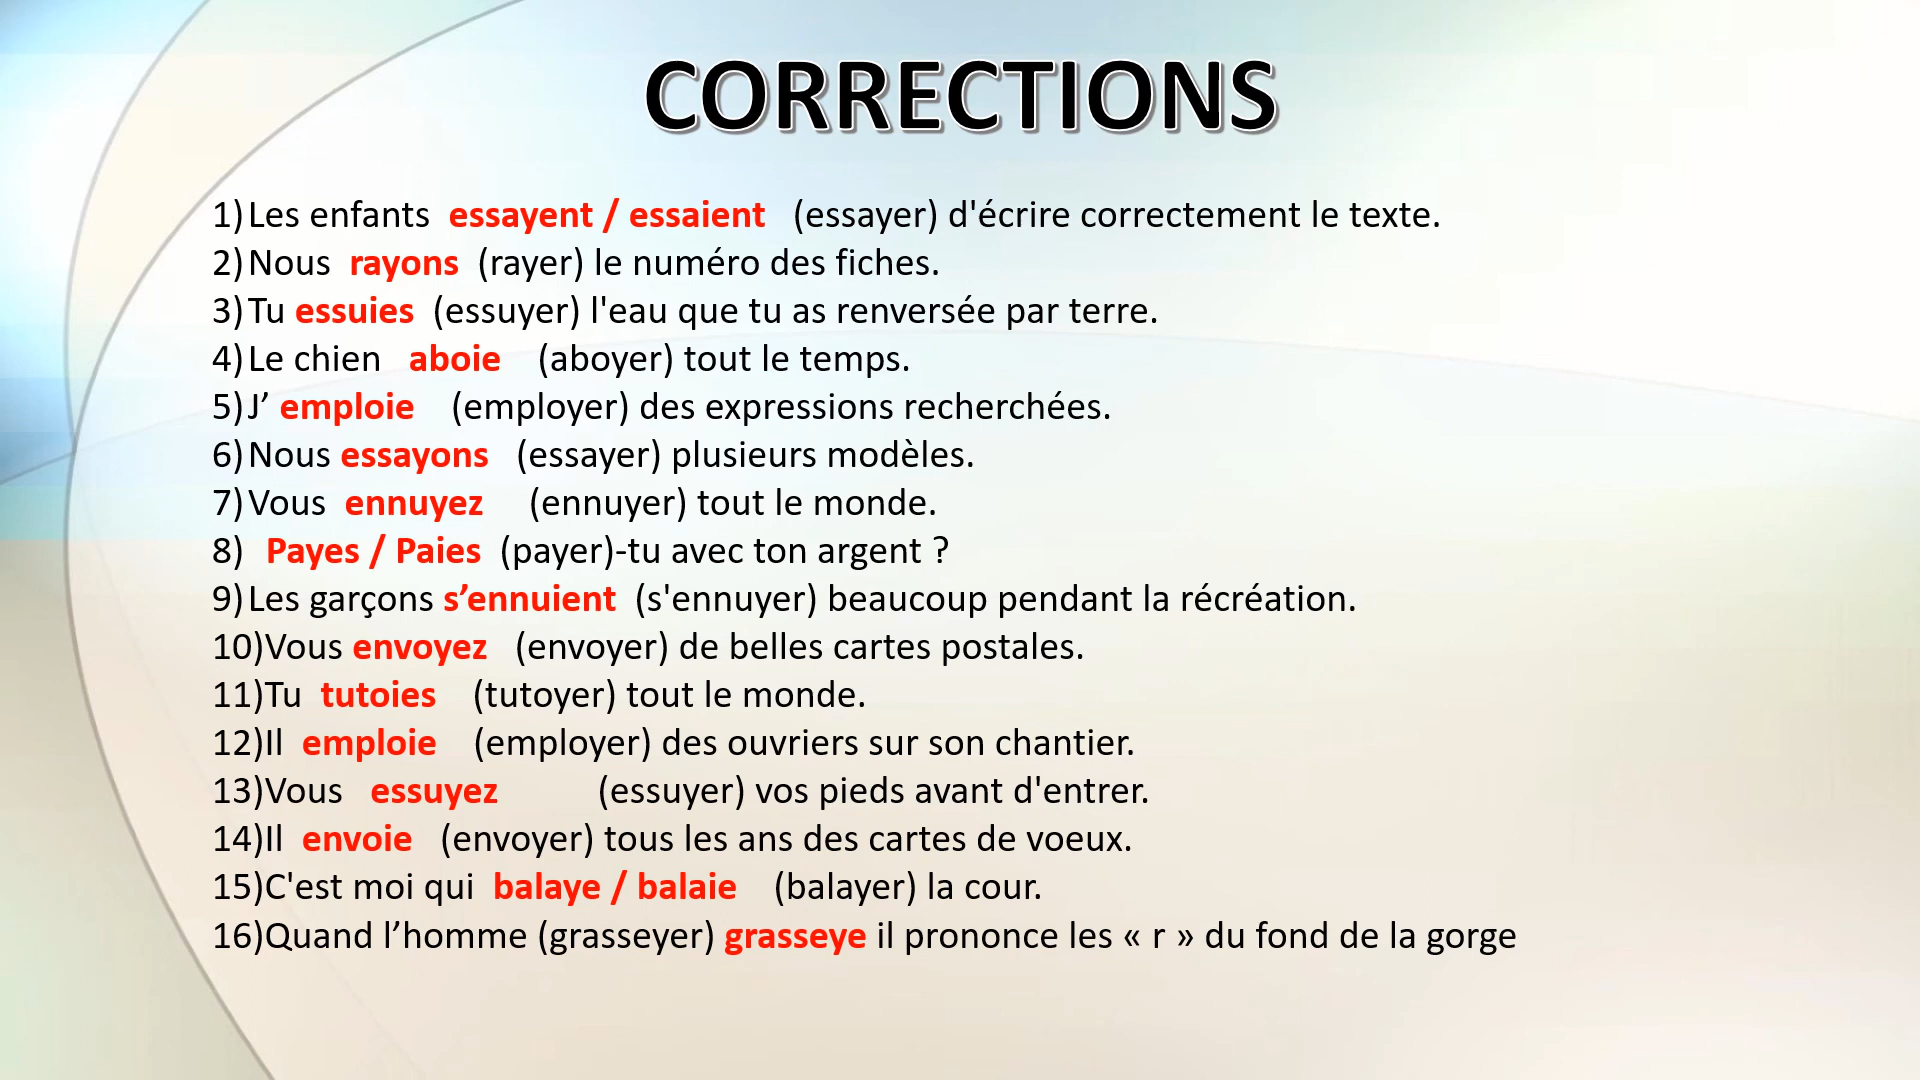 CORRECTIONS
1) Les enfants essayent / essaient (essayer) d'écrire correctement le texte.
2) Nous rayons (rayer) le numéro des fiches.
3) Tu essuies (essuyer) l'eau que tu as renversée par terre.
4) Le chien aboie (aboyer) tout le temps.
5) J’ emploie (employer) des expressions recherchées.
6) Nous essayons (essayer) plusieurs modèles.
7) Vous ennuyez (ennuyer) tout le monde.
8) Payes / Paies (payer)-tu avec ton argent ?
9) Les garçons s’ennuient (s'ennuyer) beaucoup pendant la récréation.
10)Vous envoyez (envoyer) de belles cartes postales.
11)Tu tutoies (tutoyer) tout le monde.
12)Il emploie (employer) des ouvriers sur son chantier.
13)Vous essuyez (essuyer) vos pieds avant d'entrer.
14)Il envoie (envoyer) tous les ans des cartes de voeux.
15)C'est moi qui balaye / balaie (balayer) la cour.
16)Quand l’homme (grasseyer) grasseye il prononce les « r » du fond de la gorge